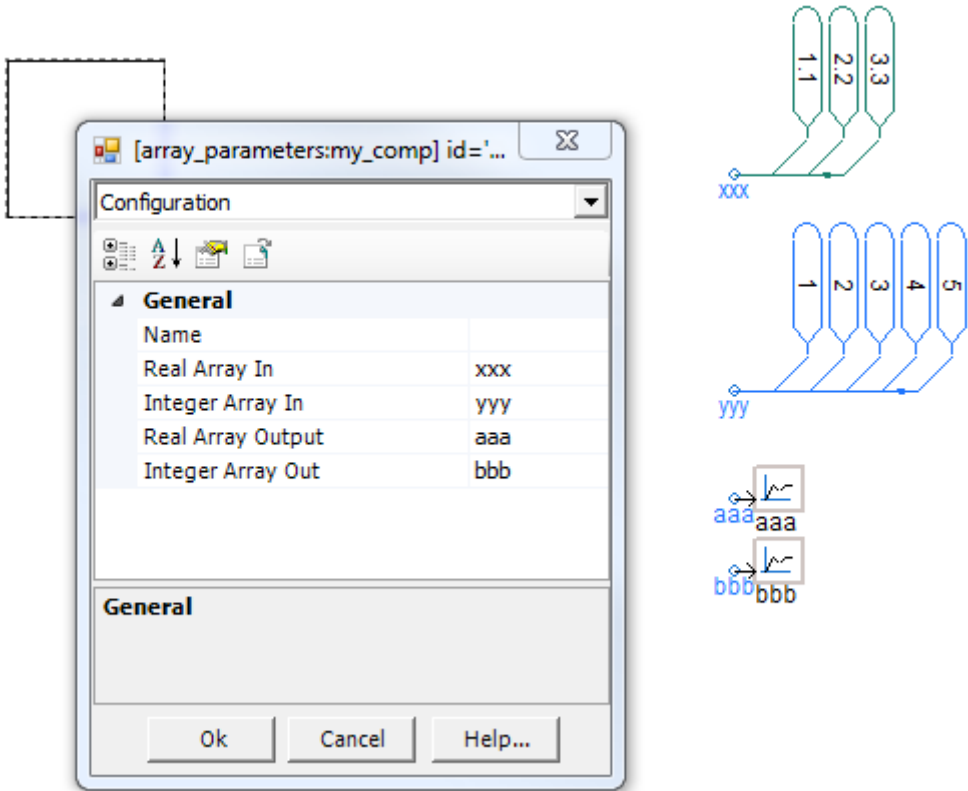 [array_parameters:my_comp] id='...
Configuration
General
Name
Real Array In xxx
Integer Array In yyy
Real Array Output aaa
Integer Array Out bbb
General
Ok Cancel Help...
1.1 2.2 3.3
xxx
1 2 3 4 5
yyy
aaa
aaa
bbb
bbb